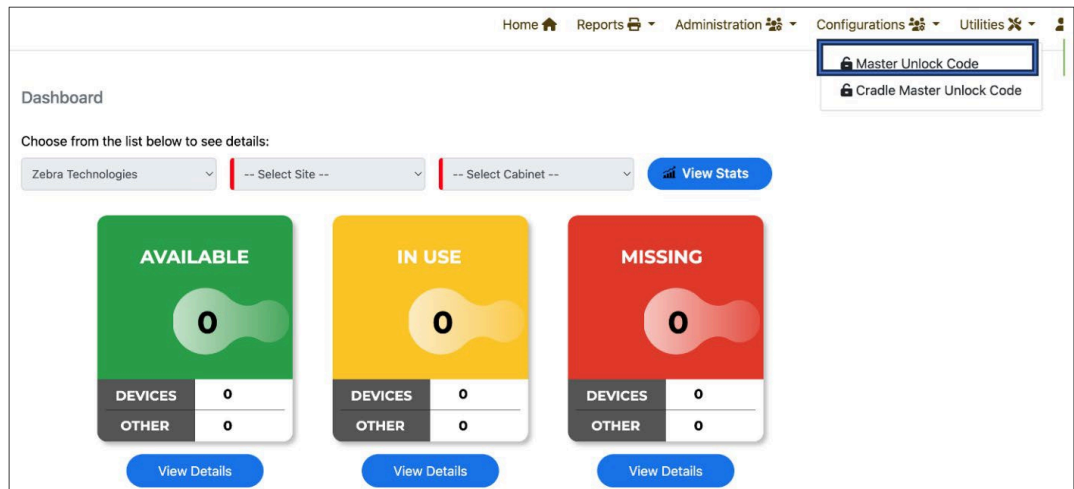 Home Reports Administration Configurations Utilities
Master Unlock Code
Cradle Master Unlock Code
Dashboard
Choose from the list below to see details:
Zebra Technologies -- Select Site -- -- Select Cabinet -- View Stats
AVAILABLE IN USE MISSING
0 0 0
DEVICES 0 DEVICES 0 DEVICES 0
OTHER 0 OTHER 0 OTHER 0
View Details View Details View Details